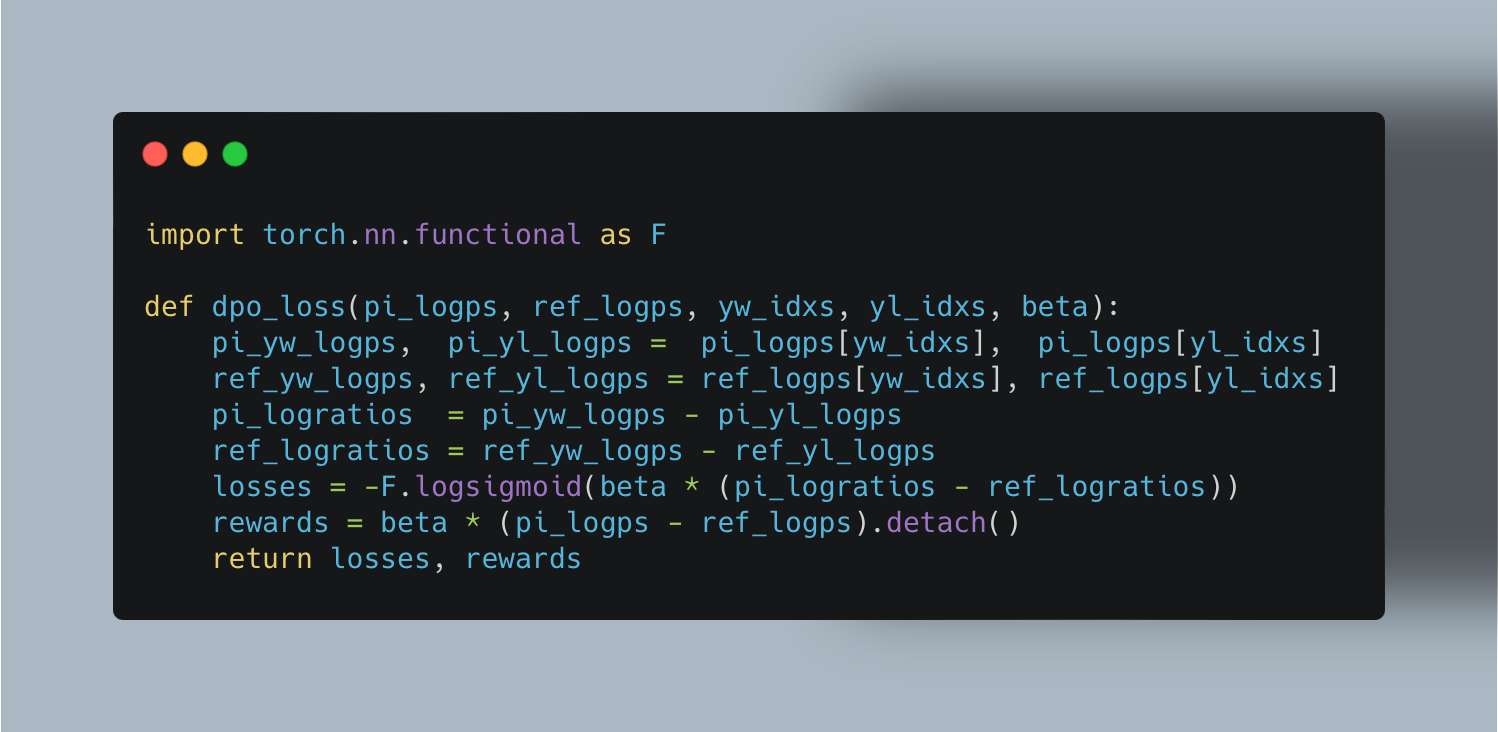 import torch.nn.functional as F
def dpo_loss(pi_logps, ref_logps, yw_idxs, yl_idxs, beta):
    pi_yw_logps,  pi_yl_logps =  pi_logps[yw_idxs],  pi_logps[yl_idxs]
    ref_yw_logps, ref_yl_logps = ref_logps[yw_idxs], ref_logps[yl_idxs]
    pi_logratios  = pi_yw_logps - pi_yl_logps
    ref_logratios = ref_yw_logps - ref_yl_logps
    losses = -F.logsigmoid(beta * (pi_logratios - ref_logratios))
    rewards = beta * (pi_logps - ref_logps).detach()
    return losses, rewards